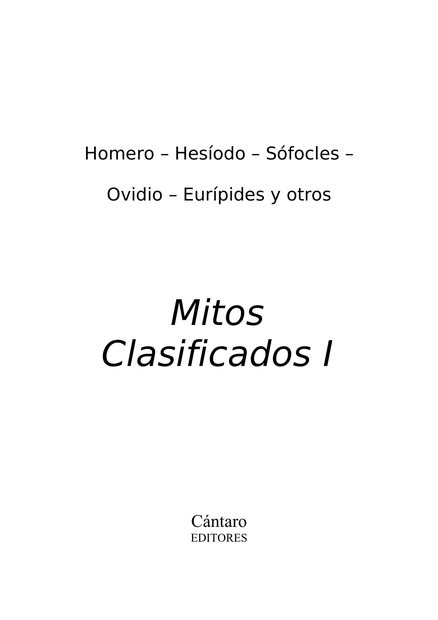 Homero – Hesíodo – Sófocles –
Ovidio – Eurípides y otros
Mitos
Clasificados I
Cántaro
EDITORES